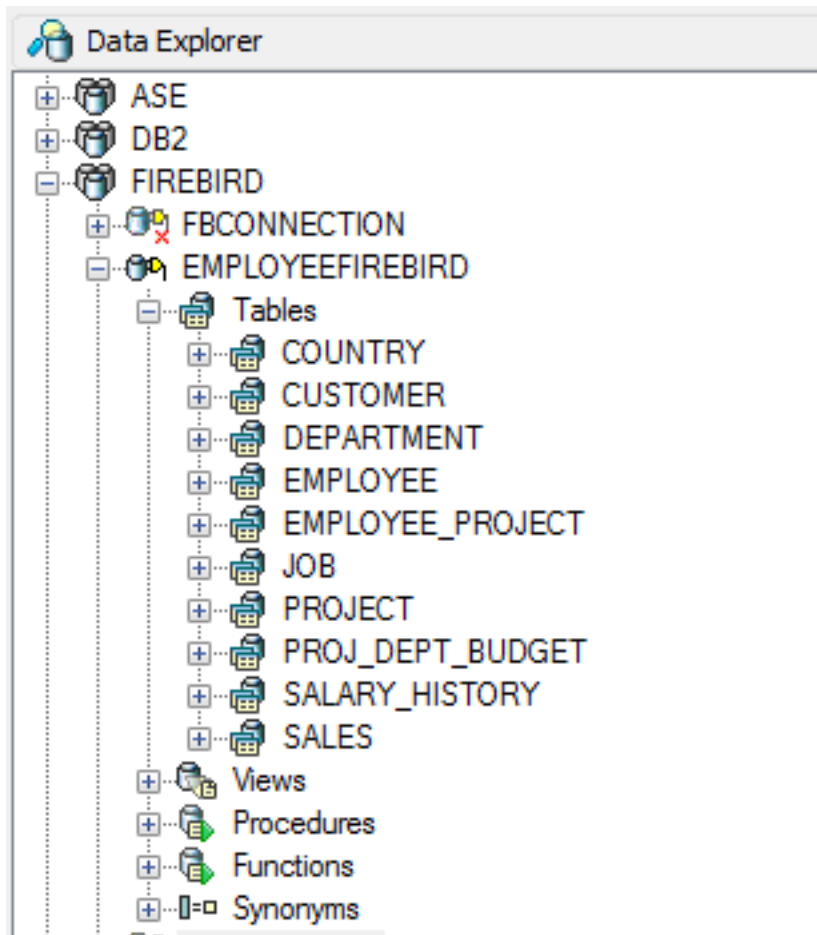 Data Explorer
ASE
DB2
FIREBIRD
FBCONNECTION
EMPLOYEEFIREBIRD
Tables
COUNTRY
CUSTOMER
DEPARTMENT
EMPLOYEE
EMPLOYEE_PROJECT
JOB
PROJECT
PROJ_DEPT_BUDGET
SALARY_HISTORY
SALES
Views
Procedures
Functions
Synonyms